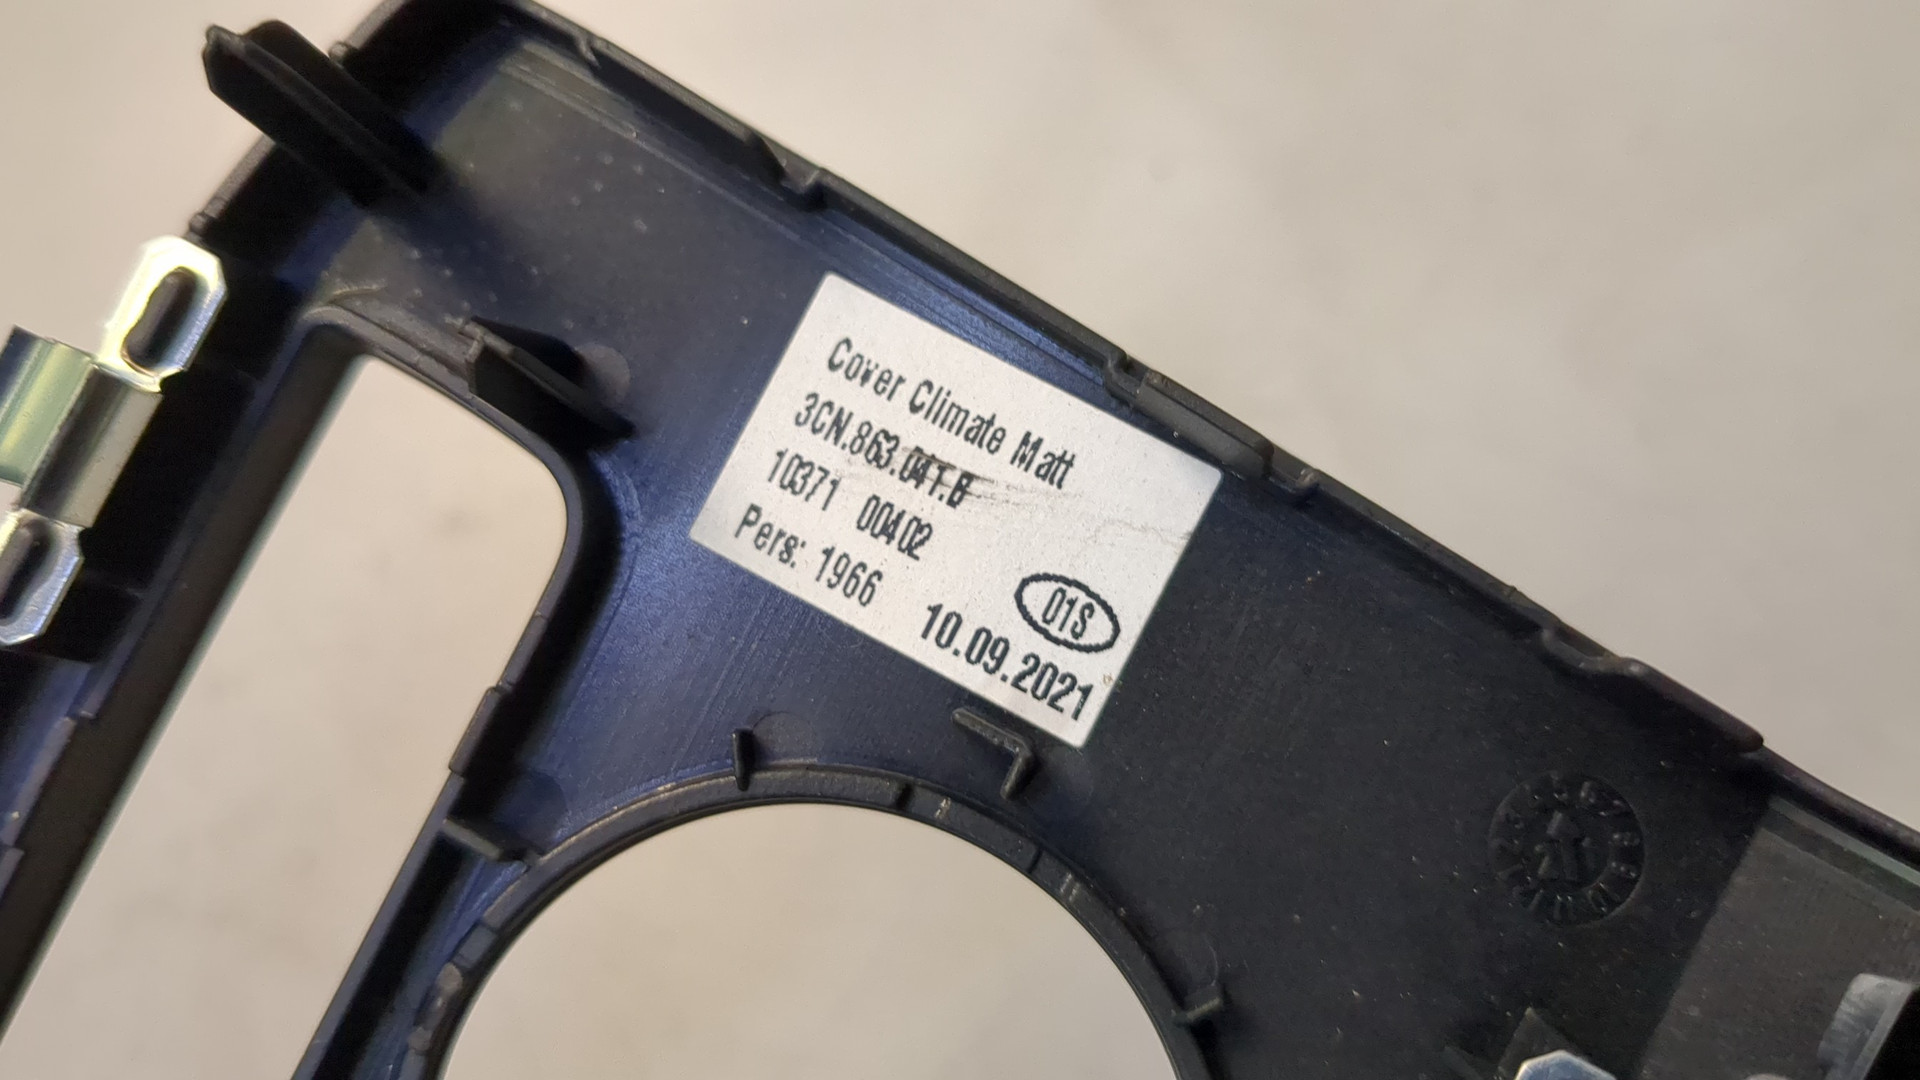 Cover Climate Matt
3CN.863.041.B
10371 00402
Pers: 1966
01S
10.09.2021